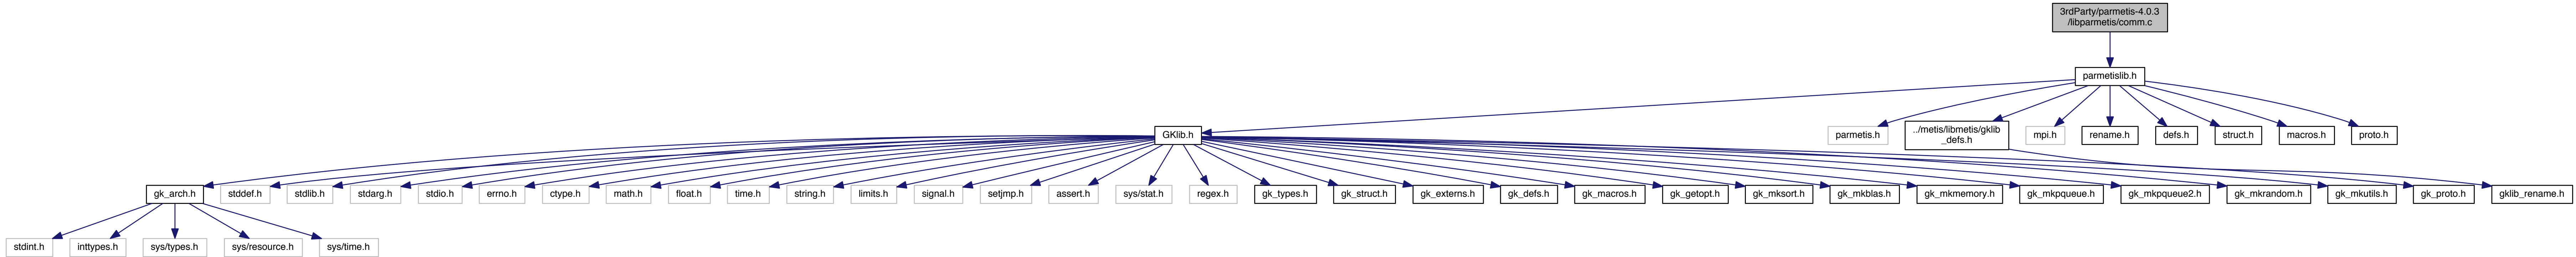 3rdParty/parmetis-4.0.3
/libparmetis/comm.c
parmetislib.h
GKlib.h
parmetis.h
../metis/libmetis/gklib
_defs.h
mpi.h
rename.h
defs.h
struct.h
macros.h
proto.h
gk_arch.h
stddef.h
stdlib.h
stdarg.h
stdio.h
errno.h
ctype.h
math.h
float.h
time.h
string.h
limits.h
signal.h
setjmp.h
assert.h
sys/stat.h
regex.h
gk_types.h
gk_struct.h
gk_externs.h
gk_defs.h
gk_macros.h
gk_getopt.h
gk_mksort.h
gk_mkblas.h
gk_mkmemory.h
gk_mkpqueue.h
gk_mkpqueue2.h
gk_mkrandom.h
gk_mkutils.h
gk_proto.h
gklib_rename.h
stdint.h
inttypes.h
sys/types.h
sys/resource.h
sys/time.h